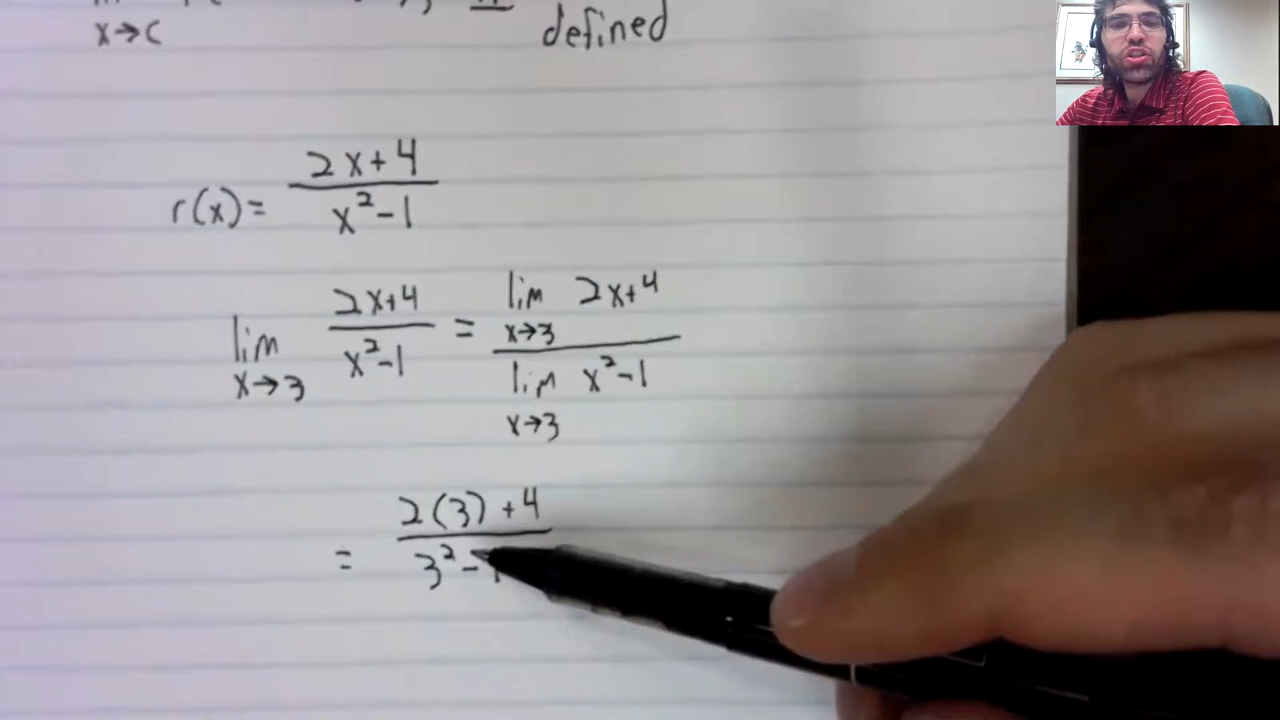 x→c defined
r(x) = 2x+4 / x²-1
lim x→3 2x+4 / x²-1 = lim x→3 2x+4 / lim x→3 x²-1
= 2(3)+4 / 3²-1